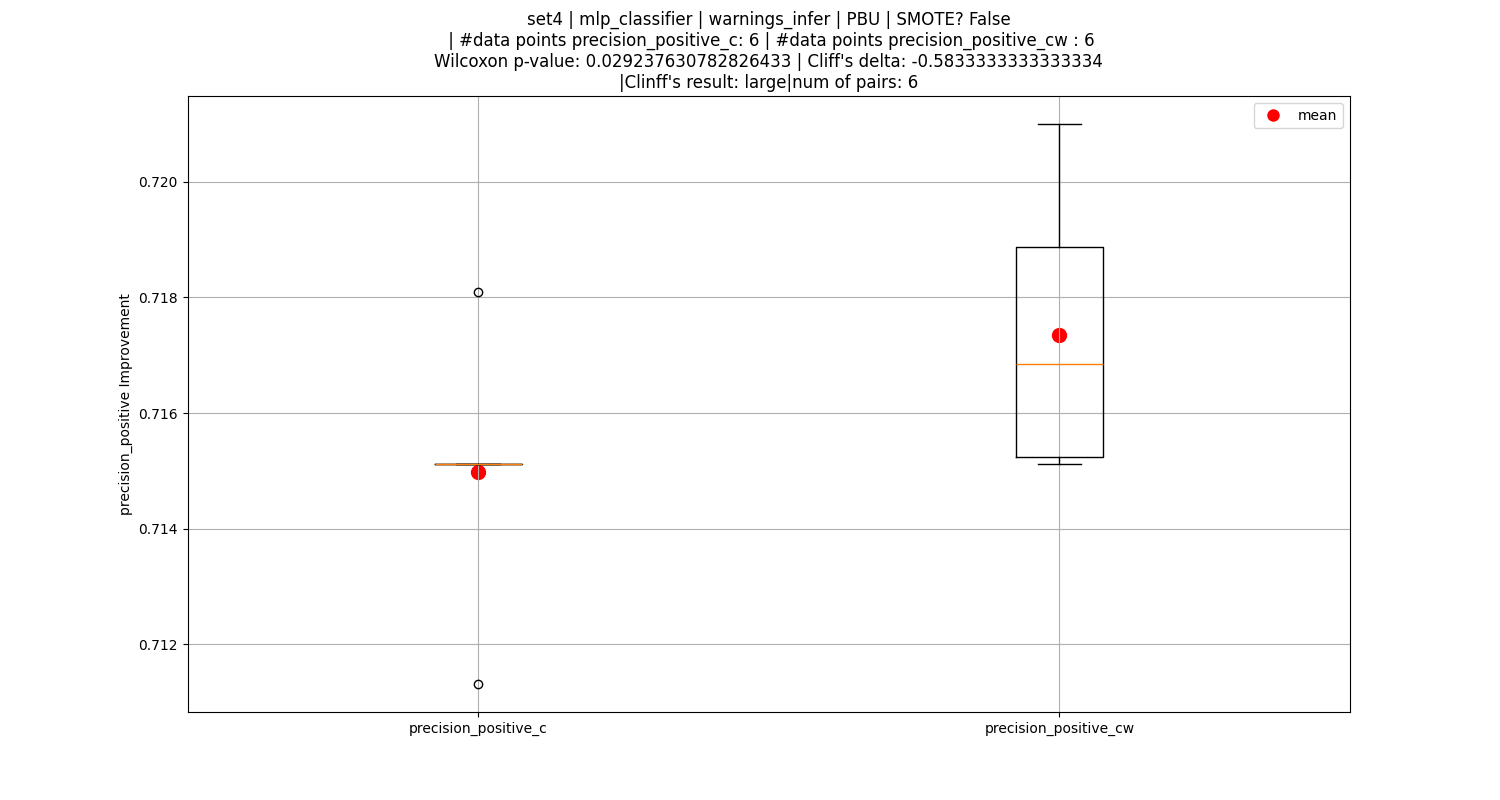 set4 | mlp_classifier | warnings_infer | PBU | SMOTE? False
| #data points precision_positive_c: 6 | #data points precision_positive_cw : 6
Wilcoxon p-value: 0.029237630782826433 | Cliff's delta: -0.5833333333333334
|Clinff's result: large|num of pairs: 6
mean
0.720
0.718
0.716
0.714
0.712
precision_positive Improvement
precision_positive_c
precision_positive_cw